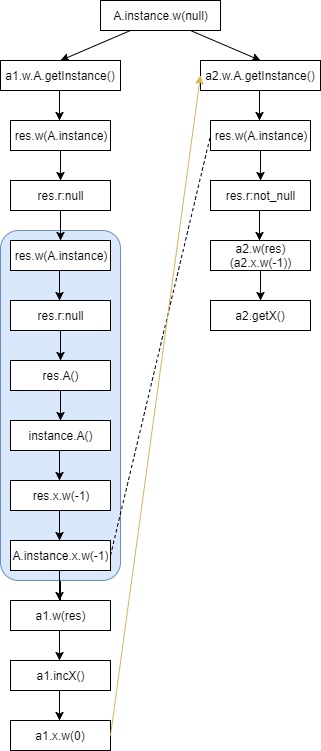 A.instance.w(null)
a1.w.A.getInstance()
res.w(A.instance)
res.r:null
res.w(A.instance)
res.r:null
res.A()
instance.A()
res.x.w(-1)
A.instance.x.w(-1)
a1.w(res)
a1.incX()
a1.x.w(0)
a2.w.A.getInstance()
res.w(A.instance)
res.r:not_null
a2.w(res)
(a2.x.w(-1))
a2.getX()